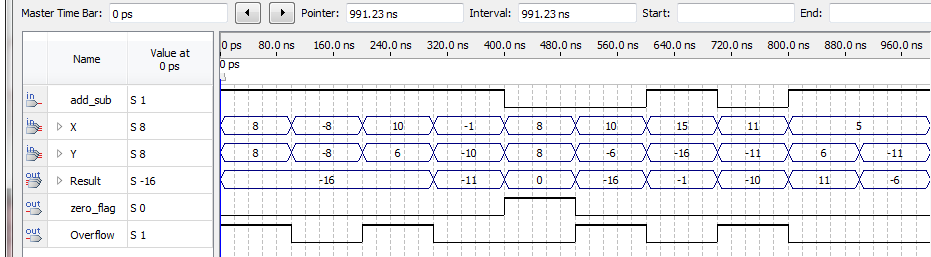 Master Time Bar: 0 ps Pointer: 991.23 ns Interval: 991.23 ns Start: End:
Name Value at 0 ps
0 ps 80.0 ns 160.0 ns 240.0 ns 320.0 ns 400.0 ns 480.0 ns 560.0 ns 640.0 ns 720.0 ns 800.0 ns 880.0 ns 960.0 ns
0 ps
in add_sub S 1
in X S 8 8 -8 10 -1 8 10 15 11 5
in Y S 8 8 -8 6 -10 8 -6 -16 -11 6 -11
out Result S -16 -16 -11 0 -16 -1 -10 11 -6
out zero_flag S 0
out Overflow S 1